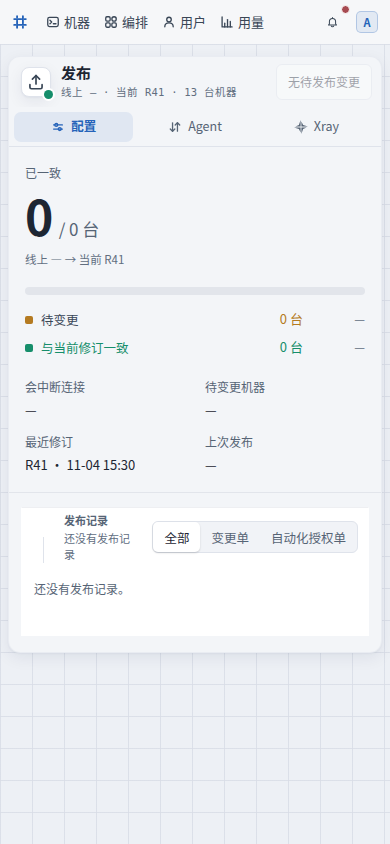 机器 编排 用户 用量 A
发布
线上 — · 当前 R41 · 13 台机器
无待发布变更
配置 Agent Xray
已一致
0 / 0 台
线上 — → 当前 R41
待变更 0 台 —
与当前修订一致 0 台 —
会中断连接 待变更机器
— —
最近修订 上次发布
R41 · 11-04 15:30 —
发布记录
还没有发布记录
全部 变更单 自动化授权单
还没有发布记录。